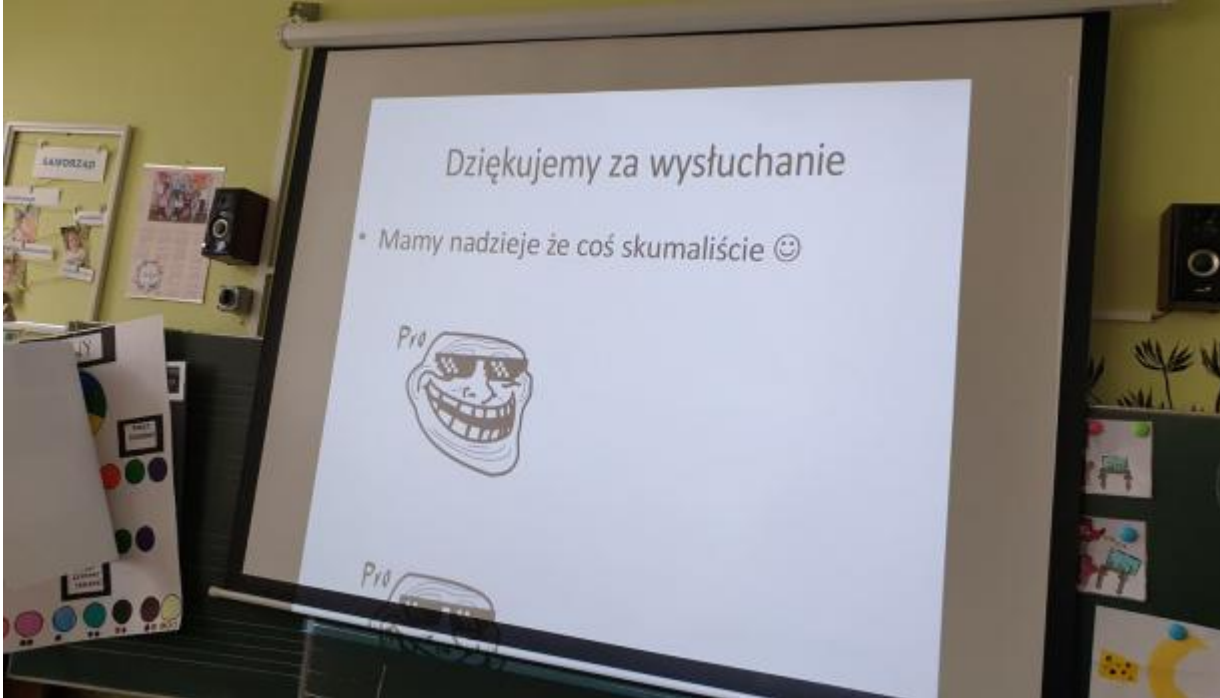 SAMORZĄD
Dziękujemy za wysłuchanie
• Mamy nadzieje że coś skumaliście ☺
Pro
Pro